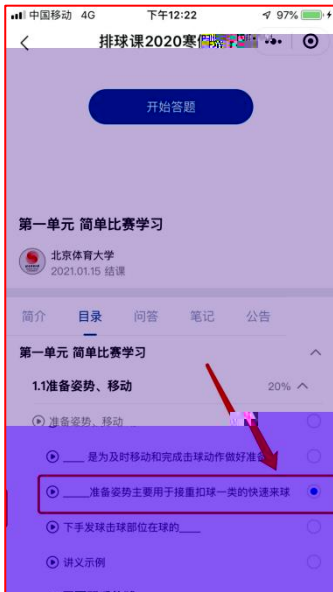 中国移动 4G 下午12:22 97%
排球课2020寒假
开始答题
第一单元 简单比赛学习
北京体育大学
2021.01.15 结课
简介 目录 问答 笔记 公告
第一单元 简单比赛学习
1.1准备姿势、移动 20%
准备姿势、移动
____ 是为及时移动和完成击球动作做好准备
____准备姿势主要用于接重扣球一类的快速来球
下手发球击球部位在球的____
讲义示例